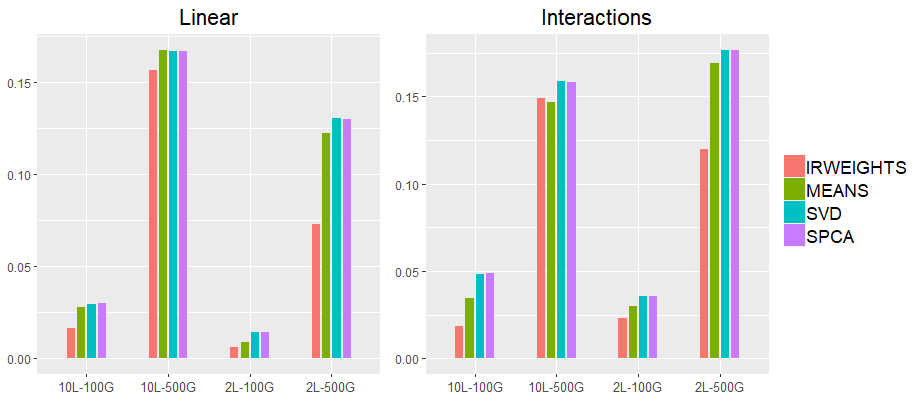 Linear
0.15
0.10
0.05
0.00
10L-100G 10L-500G 2L-100G 2L-500G
Interactions
0.15
0.10
0.05
0.00
10L-100G 10L-500G 2L-100G 2L-500G
IRWEIGHTS
MEANS
SVD
SPCA